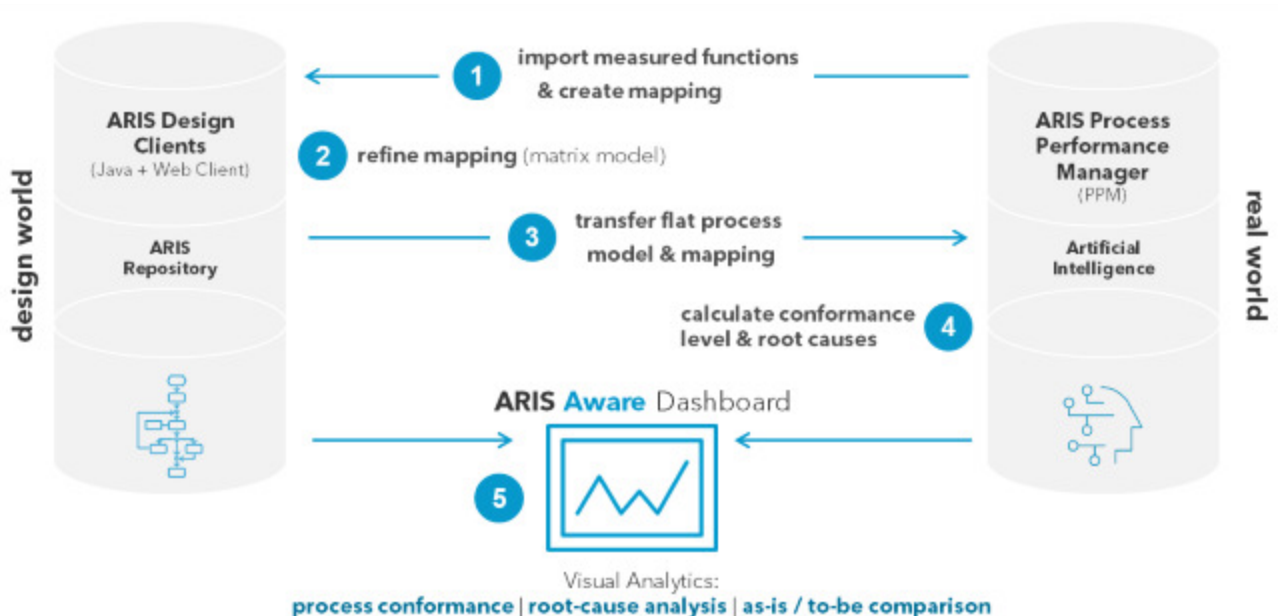 design world
ARIS Design
Clients
(Java + Web Client)
ARIS
Repository
1
import measured functions
& create mapping
2
refine mapping (matrix model)
3
transfer flat process
model & mapping
calculate conformance
level & root causes
4
ARIS Aware Dashboard
5
Visual Analytics:
process conformance | root-cause analysis | as-is / to-be comparison
ARIS Process
Performance
Manager
(PPM)
Artificial
Intelligence
real world